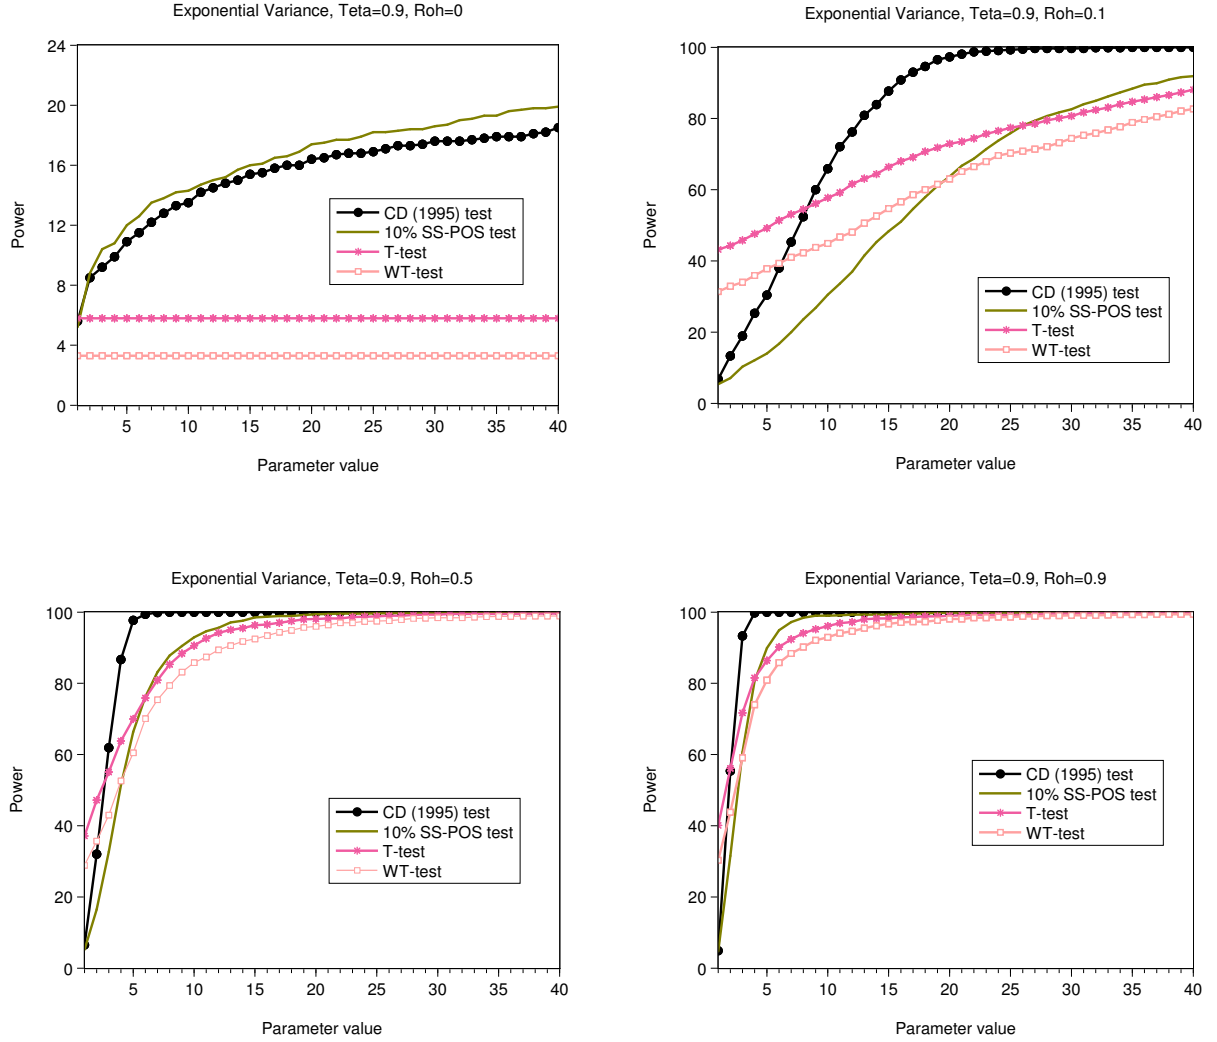 Exponential Variance, Teta=0.9, Roh=0
24
20
16
12
8
4
0
Power
CD (1995) test
10% SS-POS test
T-test
WT-test
5 10 15 20 25 30 35 40
Parameter value
Exponential Variance, Teta=0.9, Roh=0.1
100
80
60
40
20
0
Power
CD (1995) test
10% SS-POS test
T-test
WT-test
5 10 15 20 25 30 35 40
Parameter value
Exponential Variance, Teta=0.9, Roh=0.5
100
80
60
40
20
0
Power
CD (1995) test
10% SS-POS test
T-test
WT-test
5 10 15 20 25 30 35 40
Parameter value
Exponential Variance, Teta=0.9, Roh=0.9
100
80
60
40
20
0
Power
CD (1995) test
10% SS-POS test
T-test
WT-test
5 10 15 20 25 30 35 40
Parameter value